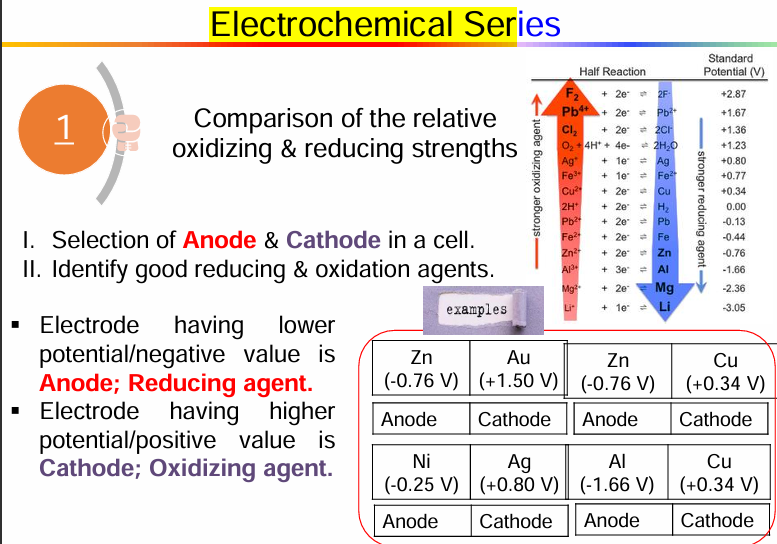 Electrochemical Series
1
Comparison of the relative
oxidizing & reducing strengths
I. Selection of Anode & Cathode in a cell.
II. Identify good reducing & oxidation agents.
▪ Electrode having lower
potential/negative value is
Anode; Reducing agent.
▪ Electrode having higher
potential/positive value is
Cathode; Oxidizing agent.
Half Reaction Standard
Potential (V)
stronger oxidizing agent
F₂ + 2e⁻ ⇌ 2F⁻ +2.87
Pb⁴⁺ + 2e⁻ ⇌ Pb²⁺ +1.67
Cl₂ + 2e⁻ ⇌ 2Cl⁻ +1.36
O₂ + 4H⁺ + 4e- ⇌ 2H₂O +1.23
Ag⁺ + 1e⁻ ⇌ Ag +0.80
Fe³⁺ + 1e⁻ ⇌ Fe²⁺ +0.77
Cu²⁺ + 2e⁻ ⇌ Cu +0.34
2H⁺ + 2e⁻ ⇌ H₂ 0.00
Pb²⁺ + 2e⁻ ⇌ Pb -0.13
Fe²⁺ + 2e⁻ ⇌ Fe -0.44
Zn²⁺ + 2e⁻ ⇌ Zn -0.76
Al³⁺ + 3e⁻ ⇌ Al -1.66
Mg²⁺ + 2e⁻ ⇌ Mg -2.36
Li⁺ + 1e⁻ ⇌ Li -3.05
stronger reducing agent
examples
Zn Au Zn Cu
(-0.76 V) (+1.50 V) (-0.76 V) (+0.34 V)
Anode Cathode Anode Cathode
Ni Ag Al Cu
(-0.25 V) (+0.80 V) (-1.66 V) (+0.34 V)
Anode Cathode Anode Cathode